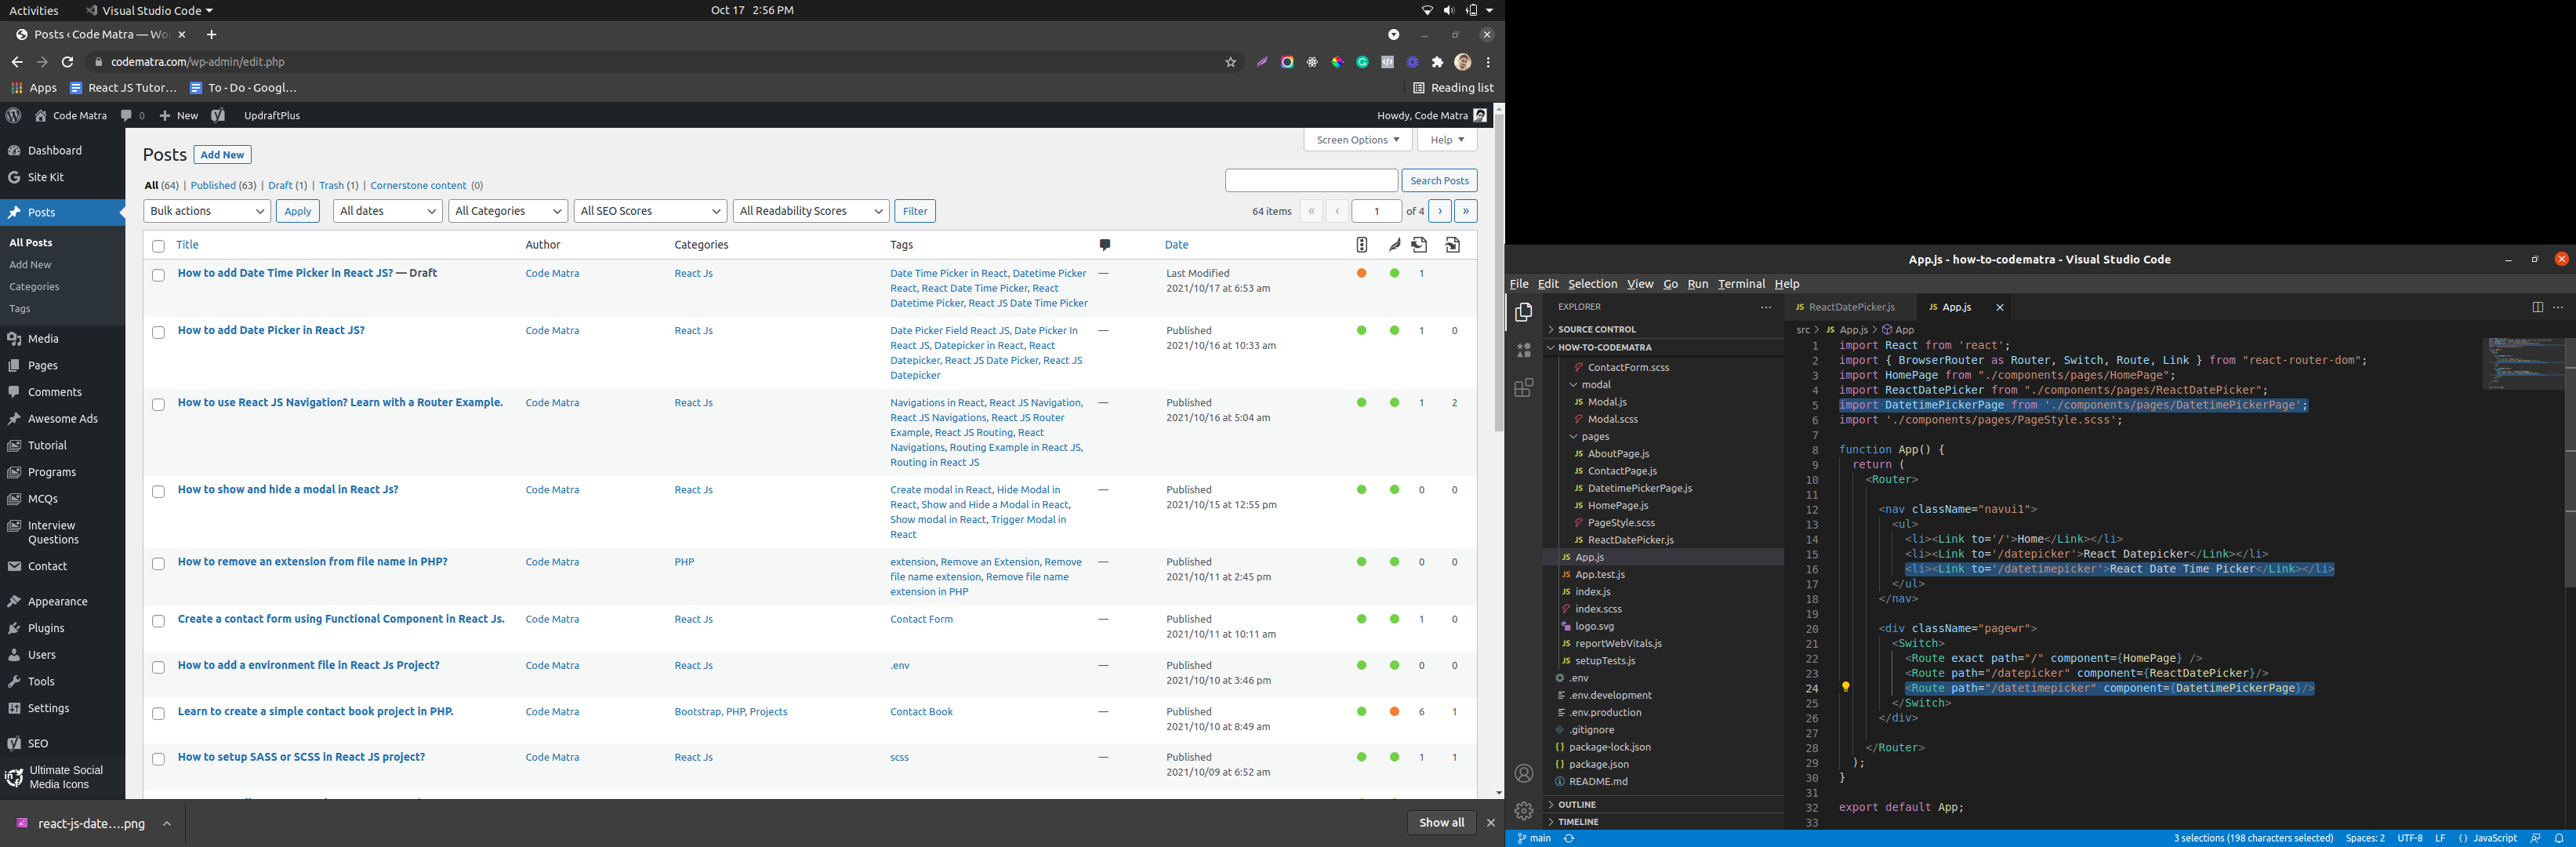 Activities
Visual Studio Code
Oct 17 2:56 PM
Posts ‹ Code Matra — Wo
codematra.com/wp-admin/edit.php
Apps
React JS Tutor…
To - Do - Googl…
Reading list
Code Matra
0
New
UpdraftPlus
Howdy, Code Matra
Dashboard
Site Kit
Posts
All Posts
Add New
Categories
Tags
Media
Pages
Comments
Awesome Ads
Tutorial
Programs
MCQs
Interview
Questions
Contact
Appearance
Plugins
Users
Tools
Settings
SEO
Ultimate Social
Media Icons
Screen Options
Help
Posts
Add New
All (64) | Published (63) | Draft (1) | Trash (1) | Cornerstone content (0)
Search Posts
Bulk actions
Apply
All dates
All Categories
All SEO Scores
All Readability Scores
Filter
64 items « ‹ 1 of 4 › »
Title Author Categories Tags Date
How to add Date Time Picker in React JS? — Draft Code Matra React Js Date Time Picker in React, Datetime Picker — Last Modified 1
React, React Date Time Picker, React 2021/10/17 at 6:53 am
Datetime Picker, React JS Date Time Picker
How to add Date Picker in React JS? Code Matra React Js Date Picker Field React JS, Date Picker In — Published 1 0
React JS, Datepicker in React, React 2021/10/16 at 10:33 am
Datepicker, React JS Date Picker, React JS
Datepicker
How to use React JS Navigation? Learn with a Router Example. Code Matra React Js Navigations in React, React JS Navigation, — Published 1 2
React JS Navigations, React JS Router 2021/10/16 at 5:04 am
Example, React JS Routing, React
Navigations, Routing Example in React JS,
Routing in React JS
How to show and hide a modal in React Js? Code Matra React Js Create modal in React, Hide Modal in — Published 0 0
React, Show and Hide a Modal in React, 2021/10/15 at 12:55 pm
Show modal in React, Trigger Modal in
React
How to remove an extension from file name in PHP? Code Matra PHP extension, Remove an Extension, Remove — Published 0 0
file name extension, Remove file name 2021/10/11 at 2:45 pm
extension in PHP
Create a contact form using Functional Component in React Js. Code Matra React Js Contact Form — Published 1 0
2021/10/11 at 10:11 am
How to add a environment file in React Js Project? Code Matra React Js .env — Published 0 0
2021/10/10 at 3:46 pm
Learn to create a simple contact book project in PHP. Code Matra Bootstrap, PHP, Projects Contact Book — Published 6 1
2021/10/10 at 8:49 am
How to setup SASS or SCSS in React JS project? Code Matra React Js scss Published 1 1
2021/10/09 at 6:52 am
react-js-date....png
Show all
App.js - how-to-codematra - Visual Studio Code
File Edit Selection View Go Run Terminal Help
EXPLORER
SOURCE CONTROL
HOW-TO-CODEMATRA
ContactForm.scss
modal
JS Modal.js
Modal.scss
pages
JS AboutPage.js
JS ContactPage.js
JS DatetimePickerPage.js
JS HomePage.js
PageStyle.scss
JS ReactDatePicker.js
JS App.js
JS App.test.js
JS index.js
index.scss
logo.svg
JS reportWebVitals.js
JS setupTests.js
.env
.env.development
.env.production
.gitignore
{} package-lock.json
{} package.json
README.md
OUTLINE
TIMELINE
JS ReactDatePicker.js
JS App.js
src > JS App.js > App
1 import React from 'react';
2 import { BrowserRouter as Router, Switch, Route, Link } from "react-router-dom";
3 import HomePage from "./components/pages/HomePage";
4 import ReactDatePicker from "./components/pages/ReactDatePicker";
5 import DatetimePickerPage from './components/pages/DatetimePickerPage';
6 import './components/pages/PageStyle.scss';
7
8 function App() {
9 return (
10 <Router>
11
12 <nav className="navui1">
13 <ul>
14 <li><Link to='/'>Home</Link></li>
15 <li><Link to='/datepicker'>React Datepicker</Link></li>
16 <li><Link to='/datetimepicker'>React Date Time Picker</Link></li>
17 </ul>
18 </nav>
19
20 <div className="pagewr">
21 <Switch>
22 <Route exact path="/" component={HomePage} />
23 <Route path="/datepicker" component={ReactDatePicker}/>
24 <Route path="/datetimepicker" component={DatetimePickerPage}/>
25 </Switch>
26 </div>
27
28 </Router>
29 );
30 }
31
32 export default App;
33
main
3 selections (198 characters selected) Spaces: 2 UTF-8 LF {} JavaScript